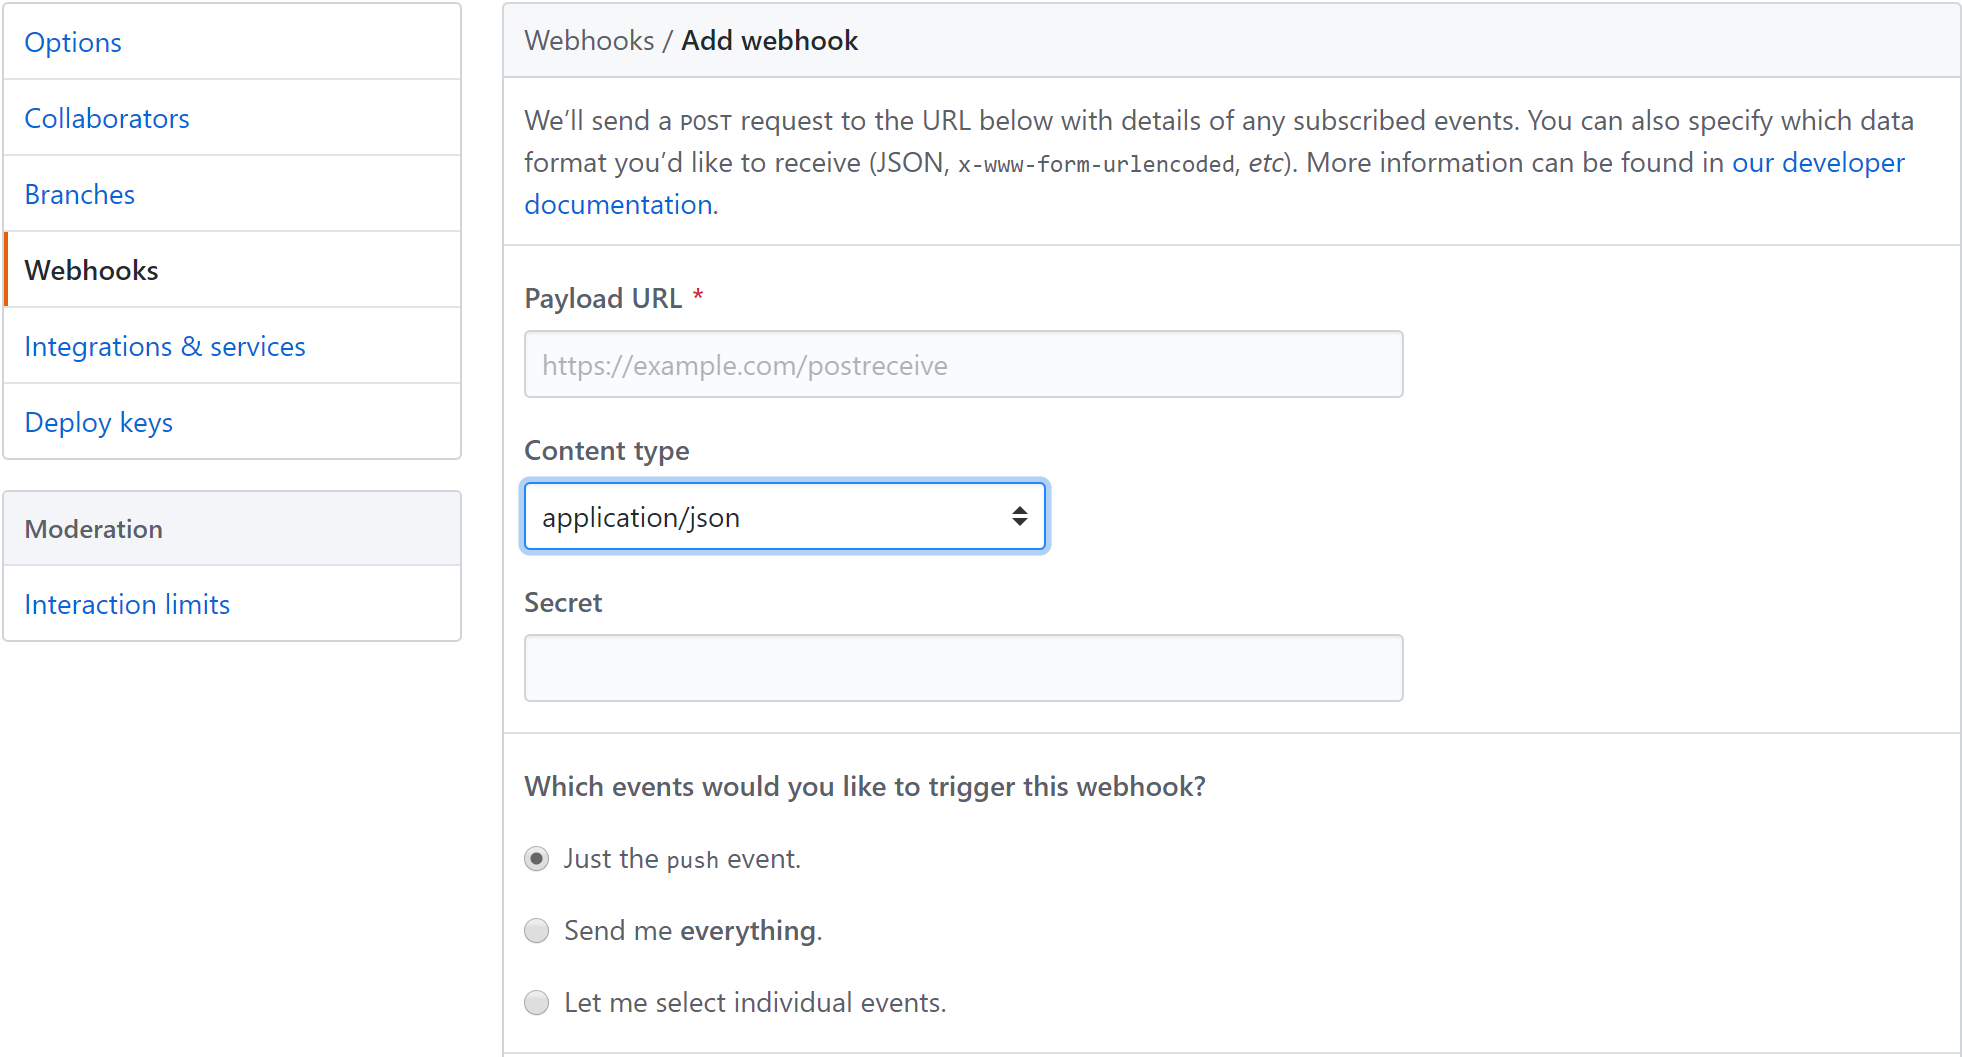 Options
Collaborators
Branches
Webhooks
Integrations & services
Deploy keys
Moderation
Interaction limits
Webhooks / Add webhook
We’ll send a POST request to the URL below with details of any subscribed events. You can also specify which data
format you’d like to receive (JSON, x-www-form-urlencoded, etc). More information can be found in our developer
documentation.
Payload URL *
https://example.com/postreceive
Content type
application/json
Secret
Which events would you like to trigger this webhook?
Just the push event.
Send me everything.
Let me select individual events.